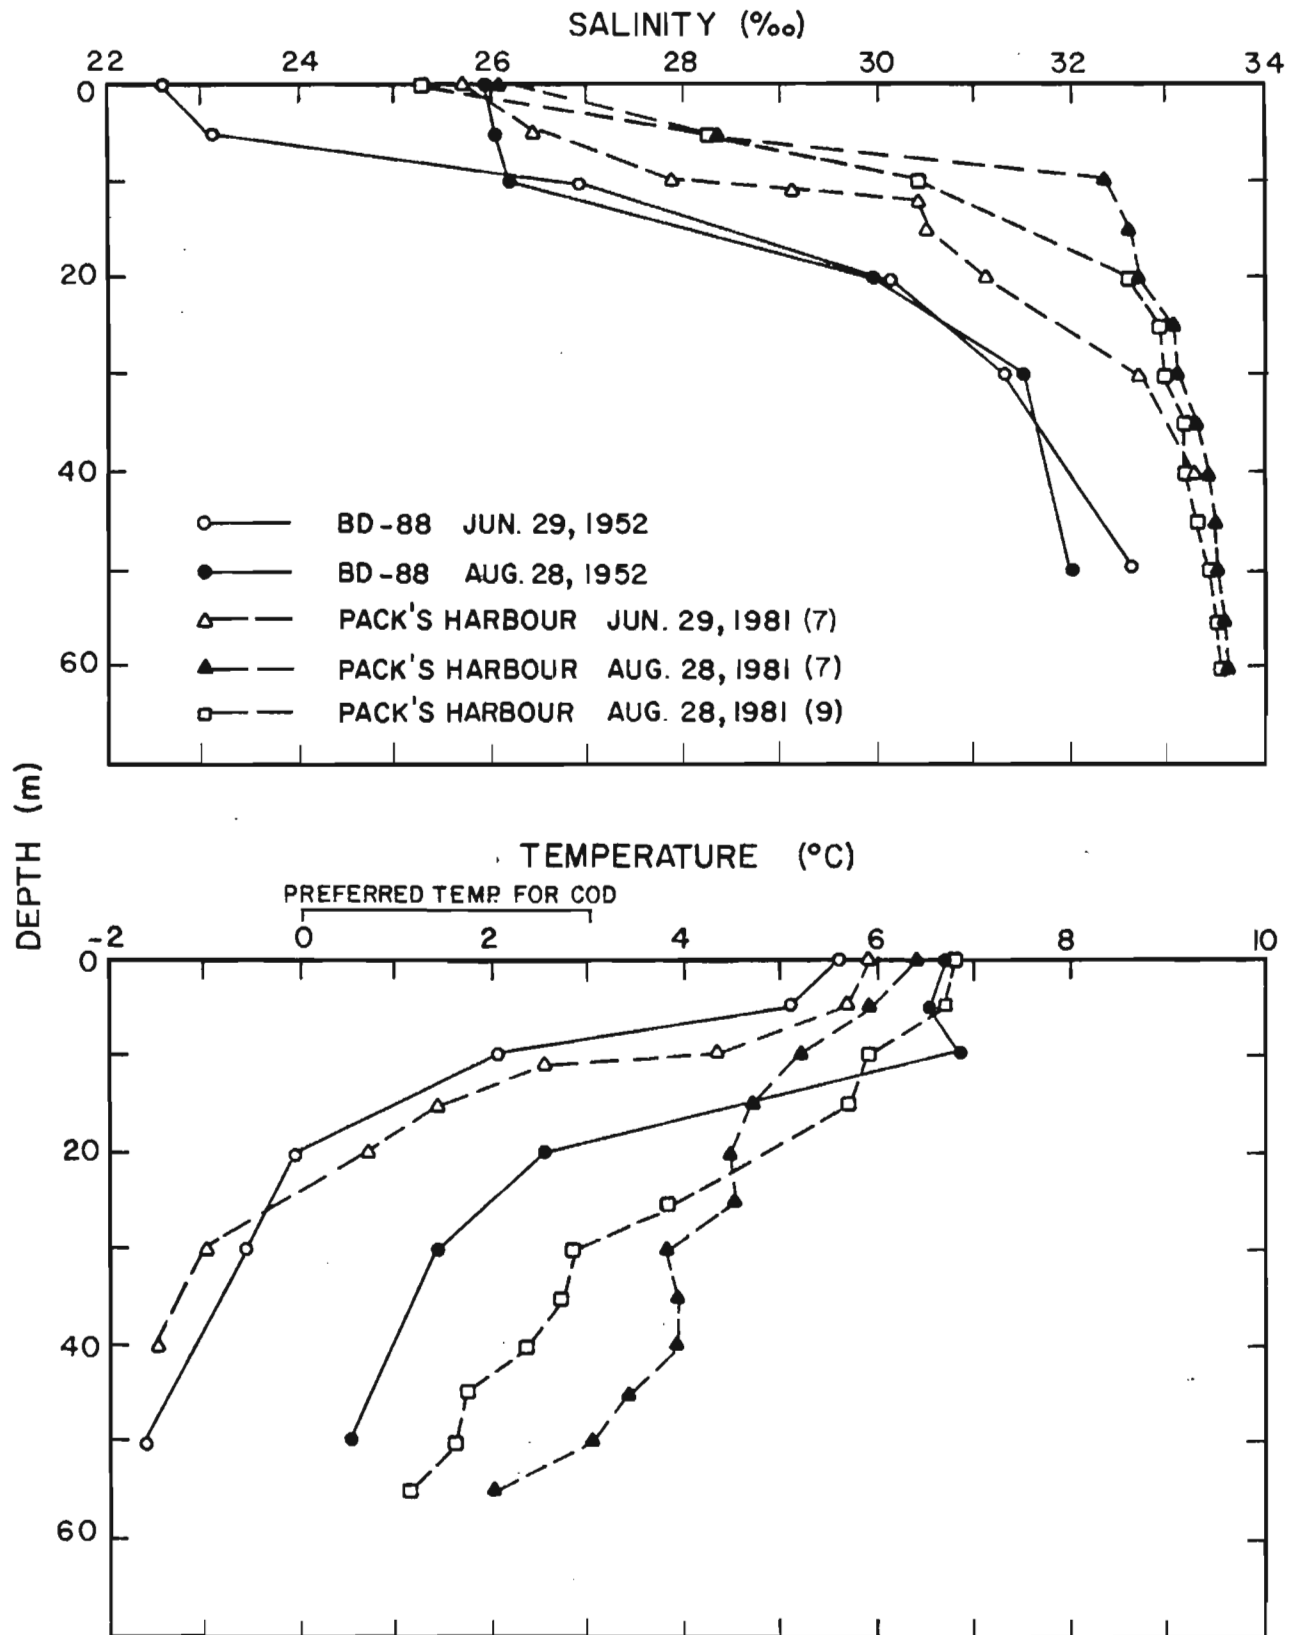 SALINITY (‰)
22 24 26 28 30 32 34
0
20
40
60
BD-88 JUN. 29, 1952
BD-88 AUG. 28, 1952
PACK'S HARBOUR JUN. 29, 1981 (7)
PACK'S HARBOUR AUG. 28, 1981 (7)
PACK'S HARBOUR AUG. 28, 1981 (9)
DEPTH (m)
TEMPERATURE (°C)
PREFERRED TEMP. FOR COD
-2 0 2 4 6 8 10
0
20
40
60